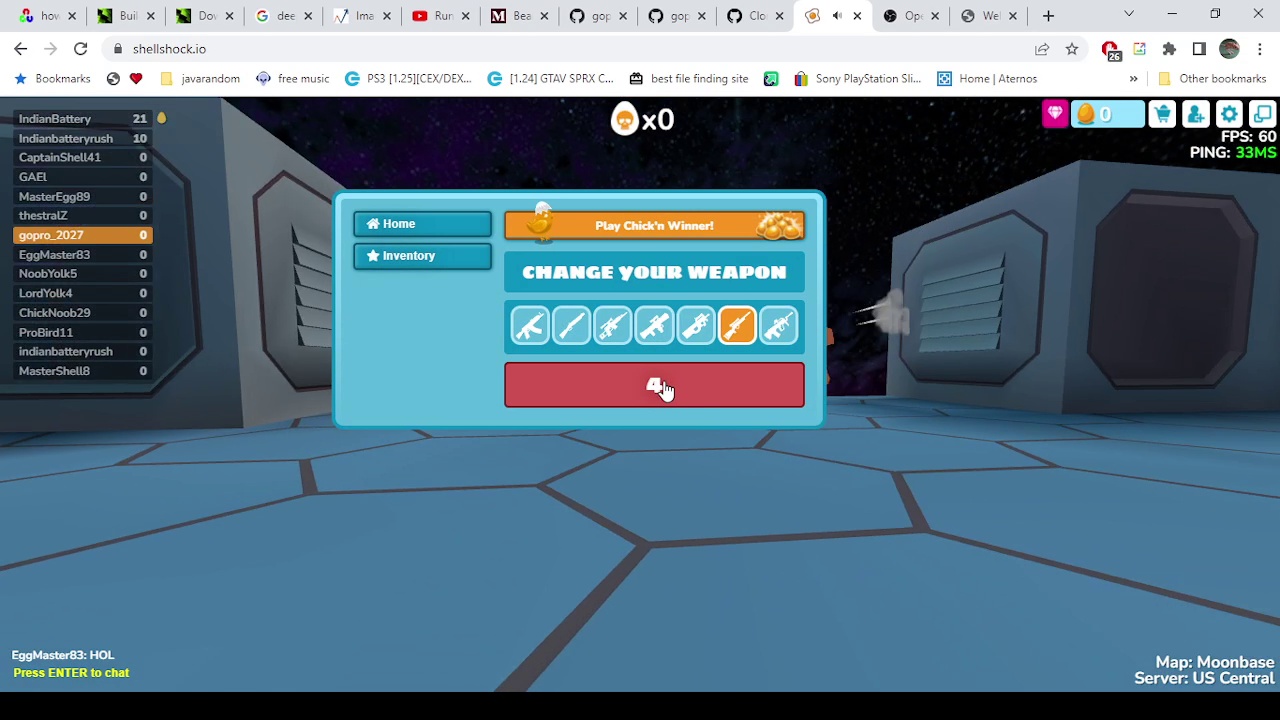 how
Buil
Dov
dee
Ima
Run
Bea
gop
gop
Clo
Ope
Wel
shellshock.io
26
Bookmarks
javarandom
free music
PS3 [1.25][CEX/DEX...
[1.24] GTAV SPRX C...
best file finding site
Sony PlayStation Sli...
Home | Aternos
»
Other bookmarks
IndianBattery 21
Indianbatteryrush 10
CaptainShell41 0
GAEl 0
MasterEgg89 0
thestralZ 0
gopro_2027 0
EggMaster83 0
NoobYolk5 0
LordYolk4 0
ChickNoob29 0
ProBird11 0
indianbatteryrush 0
MasterShell8 0
x0
0
FPS: 60
PING: 33MS
Home
Inventory
Play Chick'n Winner!
CHANGE YOUR WEAPON
4
EggMaster83: HOL
Press ENTER to chat
Map: Moonbase
Server: US Central